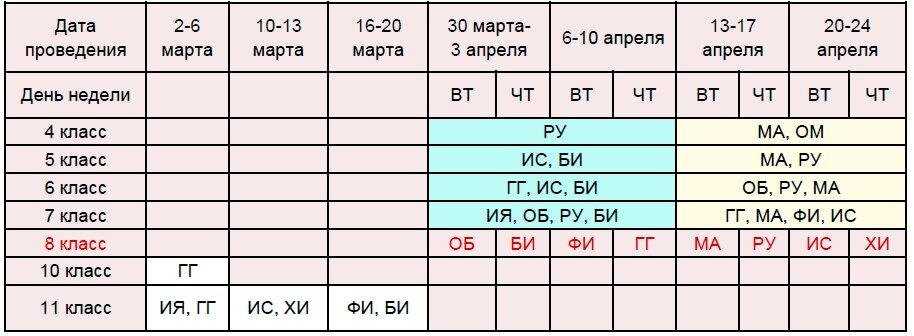 Дата проведения 2-6 марта 10-13 марта 16-20 марта 30 марта- 3 апреля 6-10 апреля 13-17 апреля 20-24 апреля
День недели ВТ ЧТ ВТ ЧТ ВТ ЧТ ВТ ЧТ
4 класс РУ МА, ОМ
5 класс ИС, БИ МА, РУ
6 класс ГГ, ИС, БИ ОБ, РУ, МА
7 класс ИЯ, ОБ, РУ, БИ ГГ, МА, ФИ, ИС
8 класс ОБ БИ ФИ ГГ МА РУ ИС ХИ
10 класс ГГ
11 класс ИЯ, ГГ ИС, ХИ ФИ, БИ